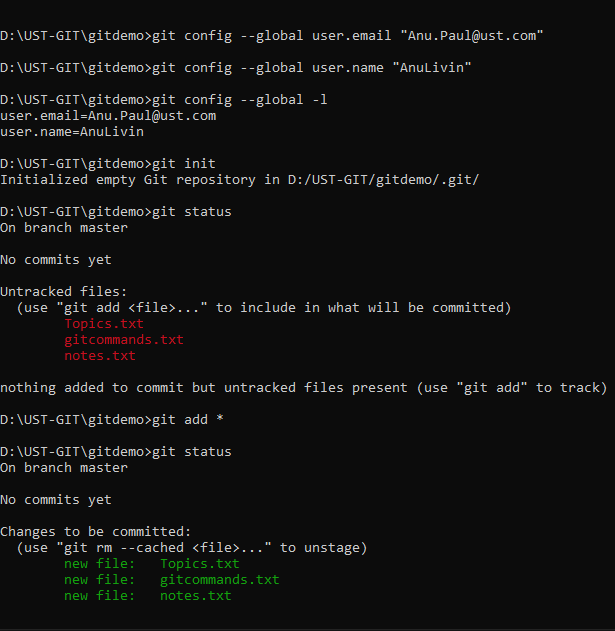 D:\UST-GIT\gitdemo>git config --global user.email "Anu.Paul@ust.com"
D:\UST-GIT\gitdemo>git config --global user.name "AnuLivin"
D:\UST-GIT\gitdemo>git config --global -l
user.email=Anu.Paul@ust.com
user.name=AnuLivin
D:\UST-GIT\gitdemo>git init
Initialized empty Git repository in D:/UST-GIT/gitdemo/.git/
D:\UST-GIT\gitdemo>git status
On branch master
No commits yet
Untracked files:
  (use "git add <file>..." to include in what will be committed)
        Topics.txt
        gitcommands.txt
        notes.txt
nothing added to commit but untracked files present (use "git add" to track)
D:\UST-GIT\gitdemo>git add *
D:\UST-GIT\gitdemo>git status
On branch master
No commits yet
Changes to be committed:
  (use "git rm --cached <file>..." to unstage)
        new file:   Topics.txt
        new file:   gitcommands.txt
        new file:   notes.txt